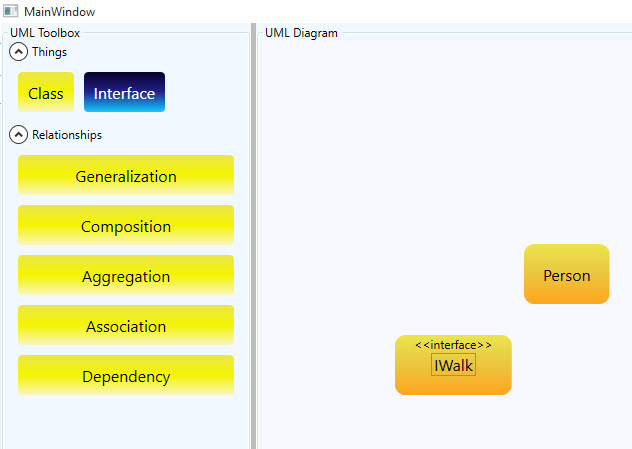 MainWindow
UML Toolbox
Things
Class
Interface
Relationships
Generalization
Composition
Aggregation
Association
Dependency
UML Diagram
Person
<<interface>>
IWalk